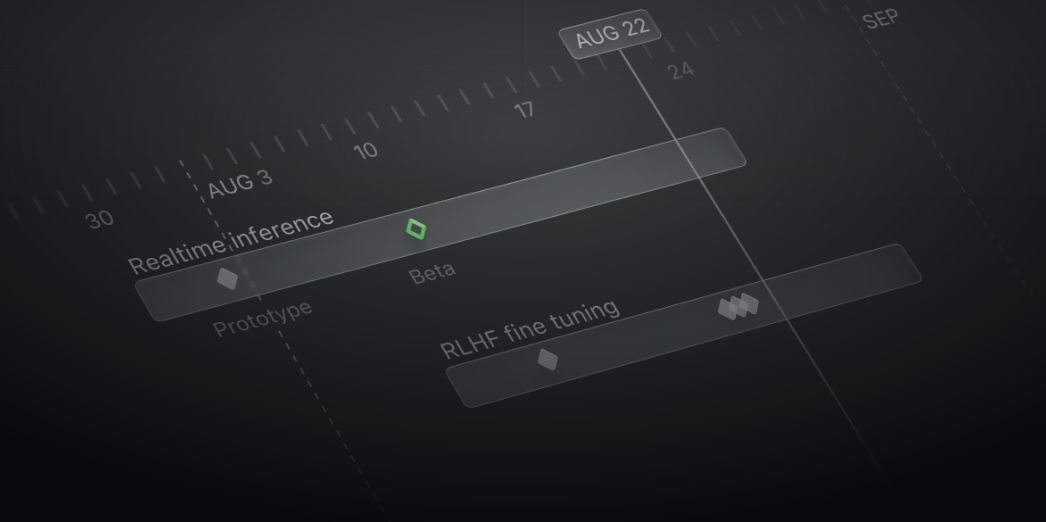 AUG 22
SEP
24
17
10
AUG 3
30
Realtime inference
Beta
Prototype
RLHF fine tuning